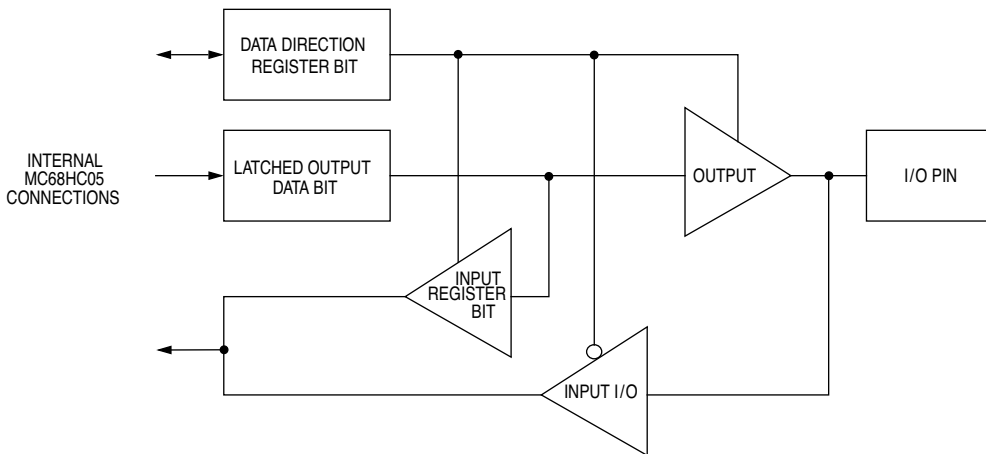 DATA DIRECTION
REGISTER BIT
INTERNAL
MC68HC05
CONNECTIONS
LATCHED OUTPUT
DATA BIT
OUTPUT
I/O PIN
INPUT
REGISTER
BIT
INPUT I/O